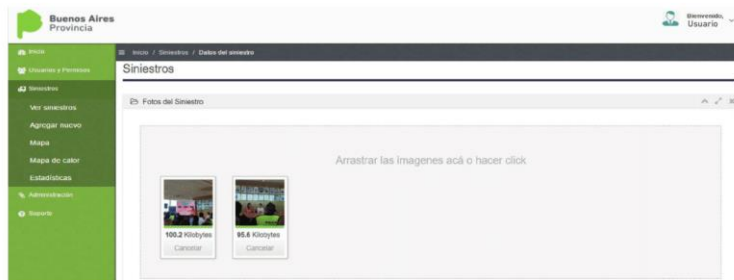 Buenos Aires
Provincia
Bienvenido,
Usuario
Inicio
Inicio / Siniestros / Datos del siniestro
Usuarios y Permisos
Siniestros
Siniestros
Fotos del Siniestro
Ver siniestros
Agregar nuevo
Mapa
Mapa de calor
Estadísticas
Administración
Soporte
Arrastrar las imagenes acá o hacer click
100.2 Kilobytes
95.6 Kilobytes
Cancelar
Cancelar